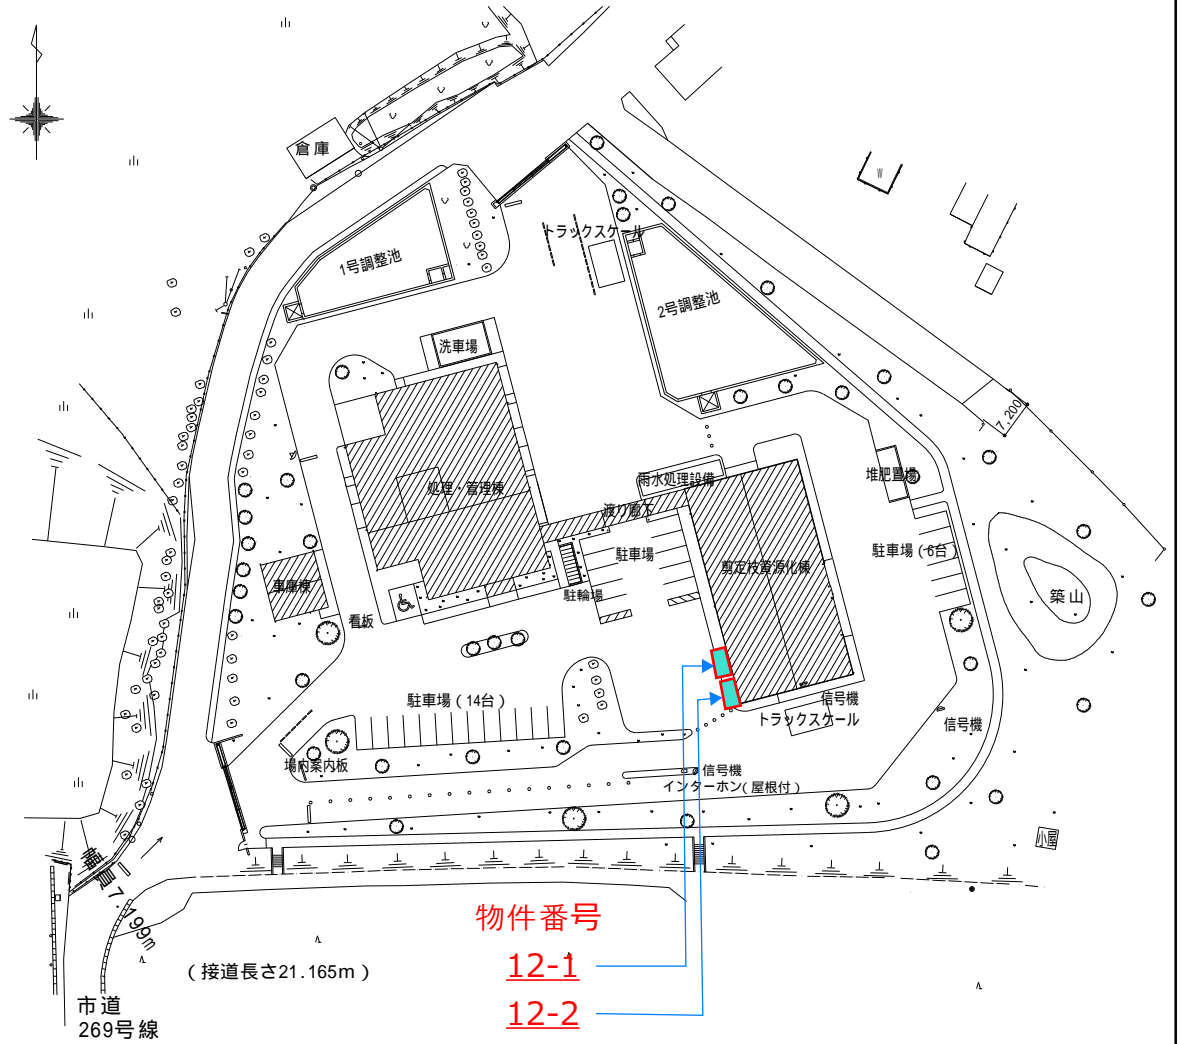 倉庫
トラックスケール
1号調整池
2号調整池
洗車場
7,200
堆肥置場
雨水処理設備
処理・管理棟
渡り廊下
駐車場
駐車場（6台）
剪定枝資源化棟
車庫棟
駐輪場
築山
看板
駐車場（14台）
信号機
トラックスケール
信号機
場内案内板
信号機
インターホン(屋根付)
小屋
幅員7.199m
物件番号
（接道長さ21.165m）
12-1
12-2
市道
269号線